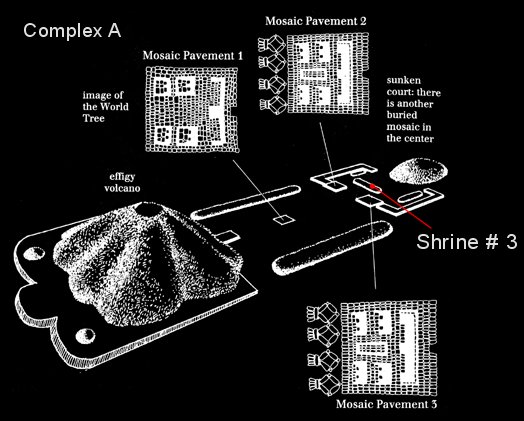 Complex A
Mosaic Pavement 2
Mosaic Pavement 1
image of
the World
Tree
sunken
court: there
is another
buried
mosaic in
the center
effigy
volcano
Shrine # 3
Mosaic Pavement 3